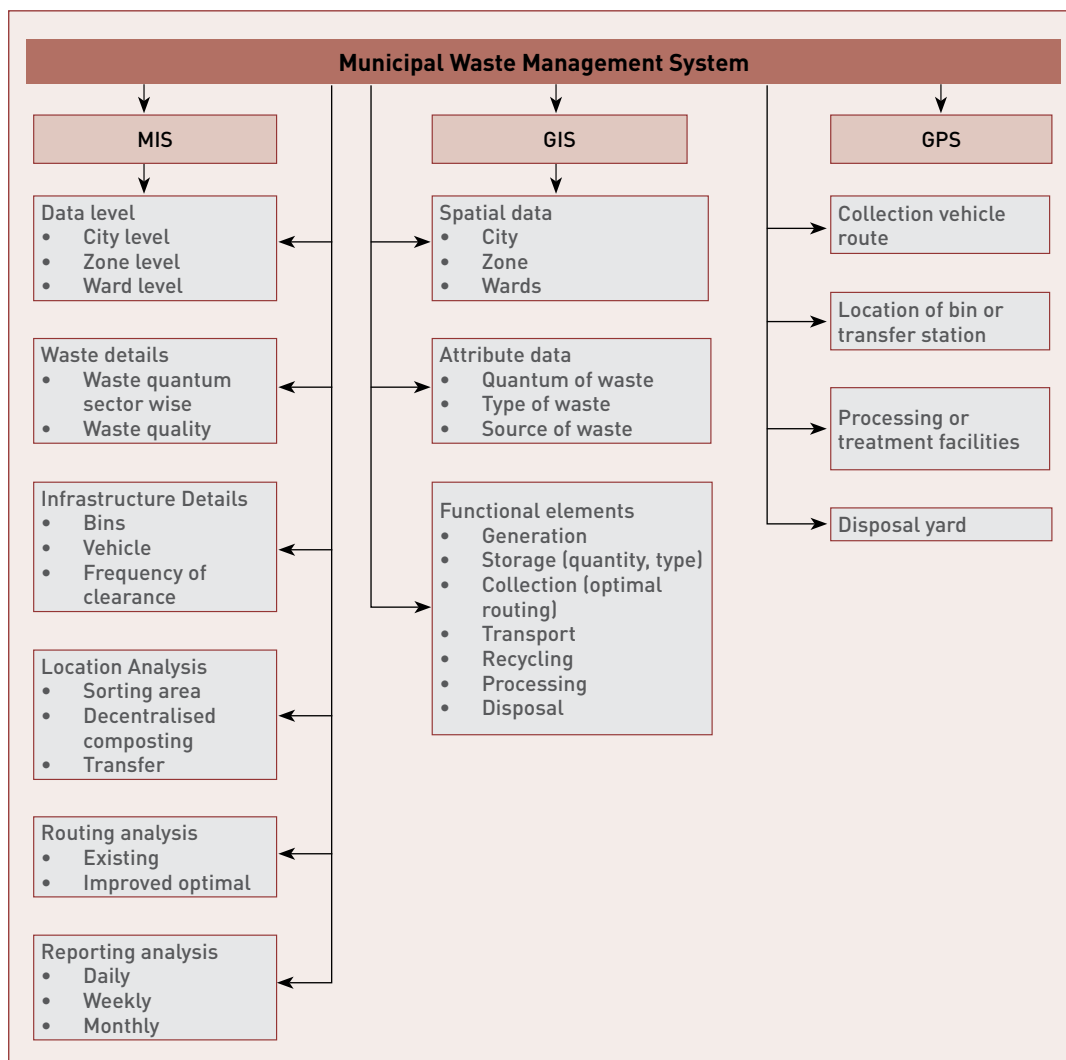 Municipal Waste Management System
MIS
Data level
• City level
• Zone level
• Ward level
Waste details
• Waste quantum
sector wise
• Waste quality
Infrastructure Details
• Bins
• Vehicle
• Frequency of
clearance
Location Analysis
• Sorting area
• Decentralised
composting
• Transfer
Routing analysis
• Existing
• Improved optimal
Reporting analysis
• Daily
• Weekly
• Monthly
GIS
Spatial data
• City
• Zone
• Wards
Attribute data
• Quantum of waste
• Type of waste
• Source of waste
Functional elements
• Generation
• Storage (quantity, type)
• Collection (optimal
routing)
• Transport
• Recycling
• Processing
• Disposal
GPS
Collection vehicle
route
Location of bin or
transfer station
Processing or
treatment facilities
Disposal yard